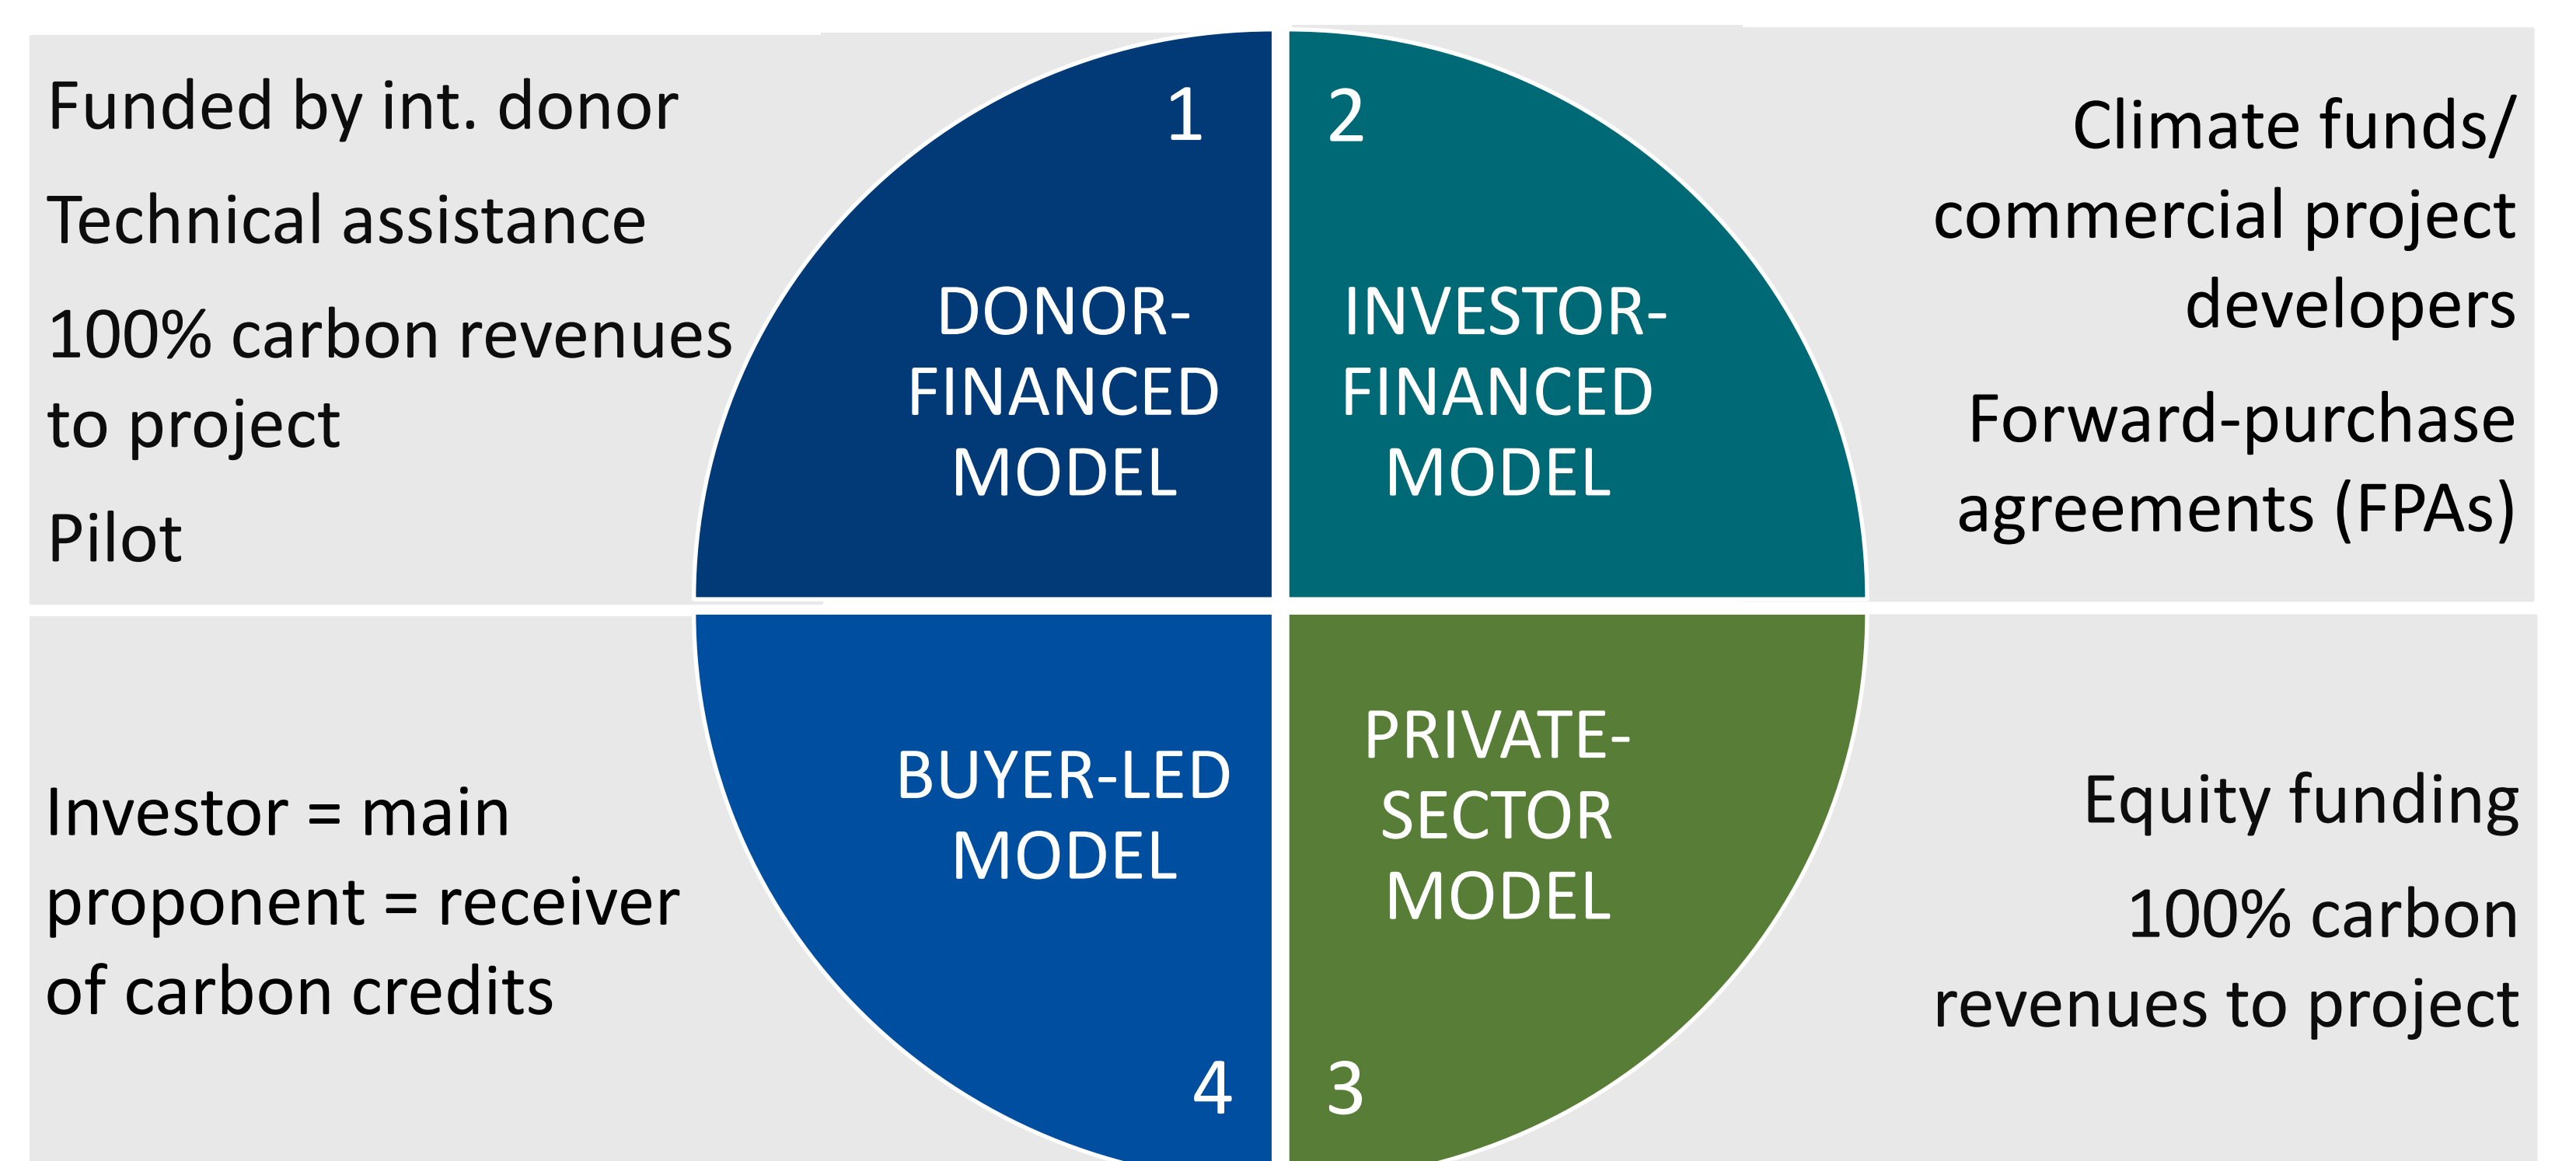 Funded by int. donor
Technical assistance
100% carbon revenues
to project
Pilot
1
DONOR-
FINANCED
MODEL
2
INVESTOR-
FINANCED
MODEL
Climate funds/
commercial project
developers
Forward-purchase
agreements (FPAs)
Investor = main
proponent = receiver
of carbon credits
BUYER-LED
MODEL
4
PRIVATE-
SECTOR
MODEL
3
Equity funding
100% carbon
revenues to project